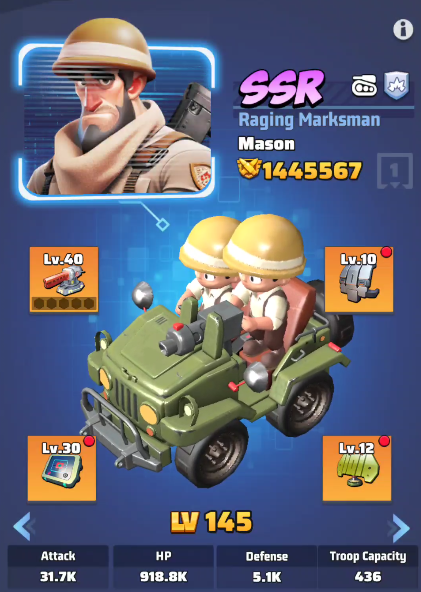 SSR
Raging Marksman
Mason
1445567
1
Lv.40
Lv.10
Lv.30
Lv.12
LV 145
Attack
HP
Defense
Troop Capacity
31.7K
918.8K
5.1K
436